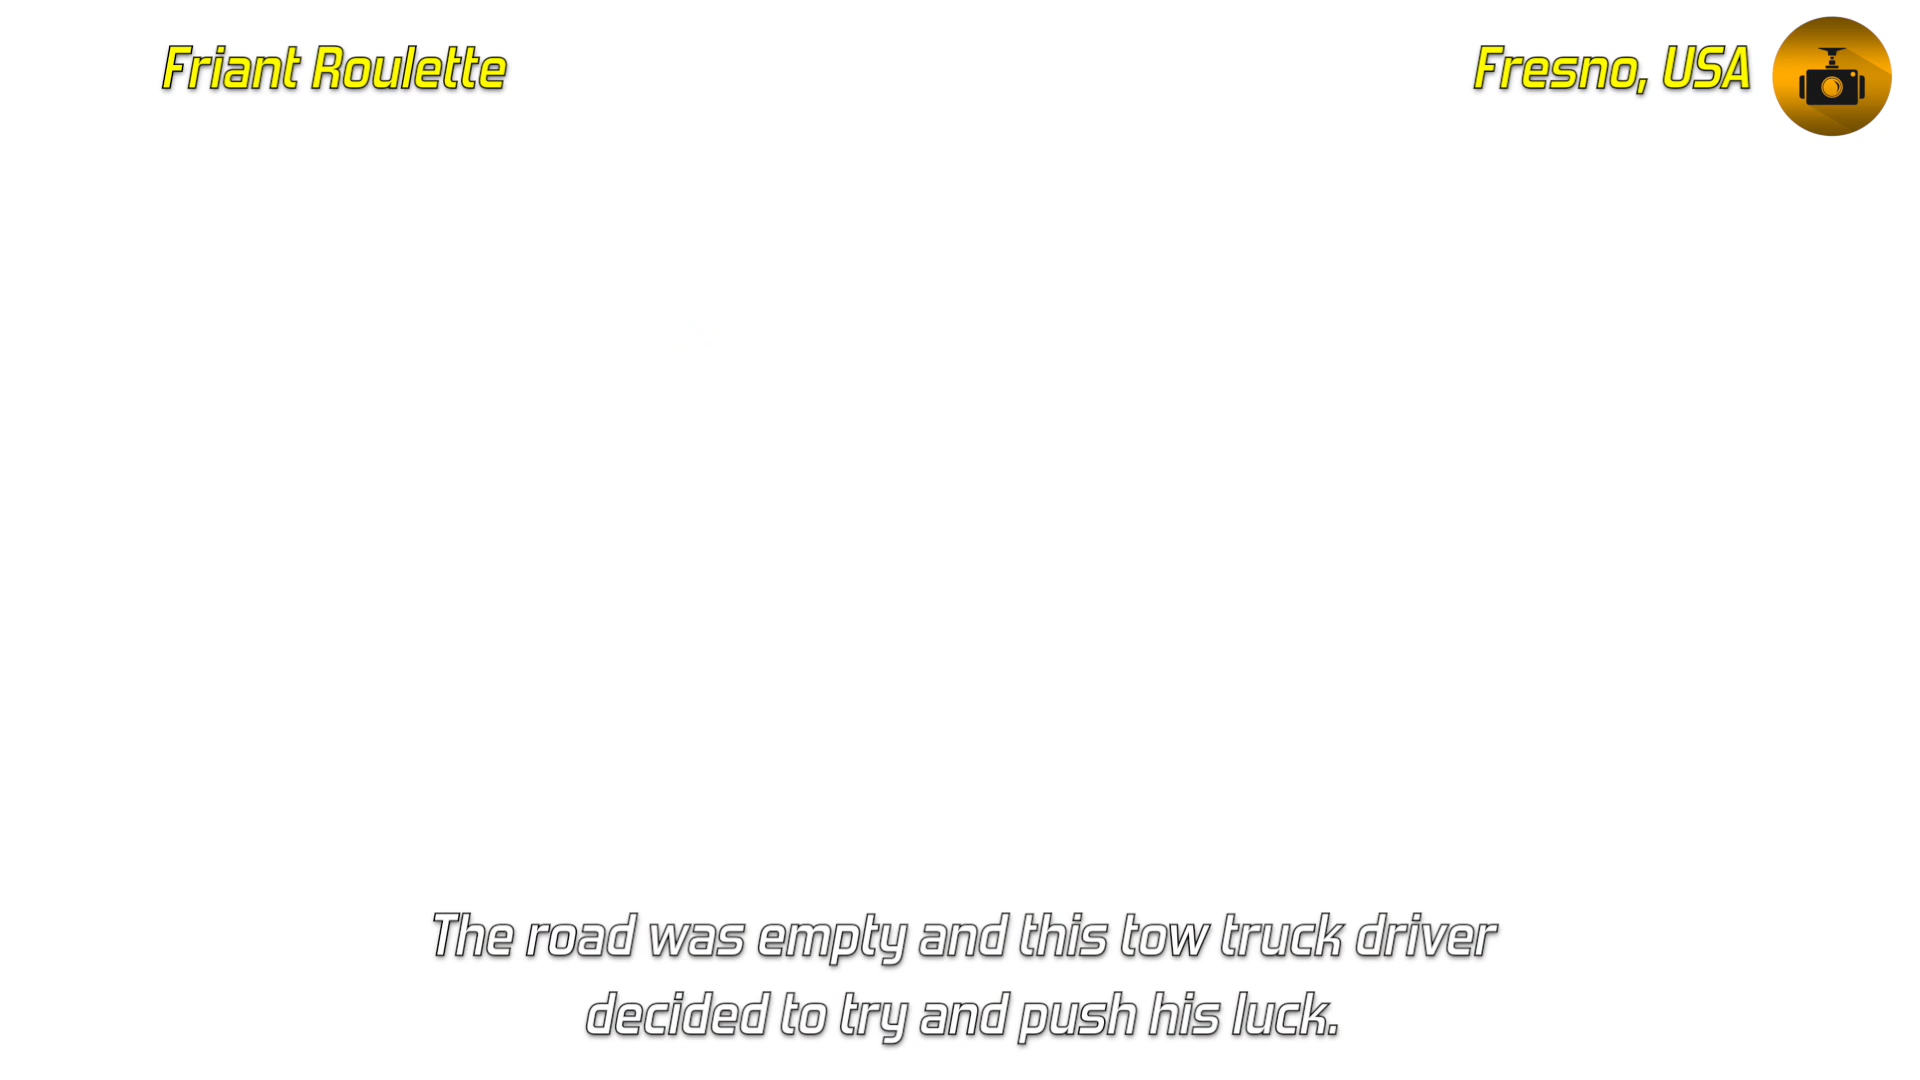 Friant Roulette
Fresno, USA
The road was empty and this tow truck driver
decided to try and push his luck.